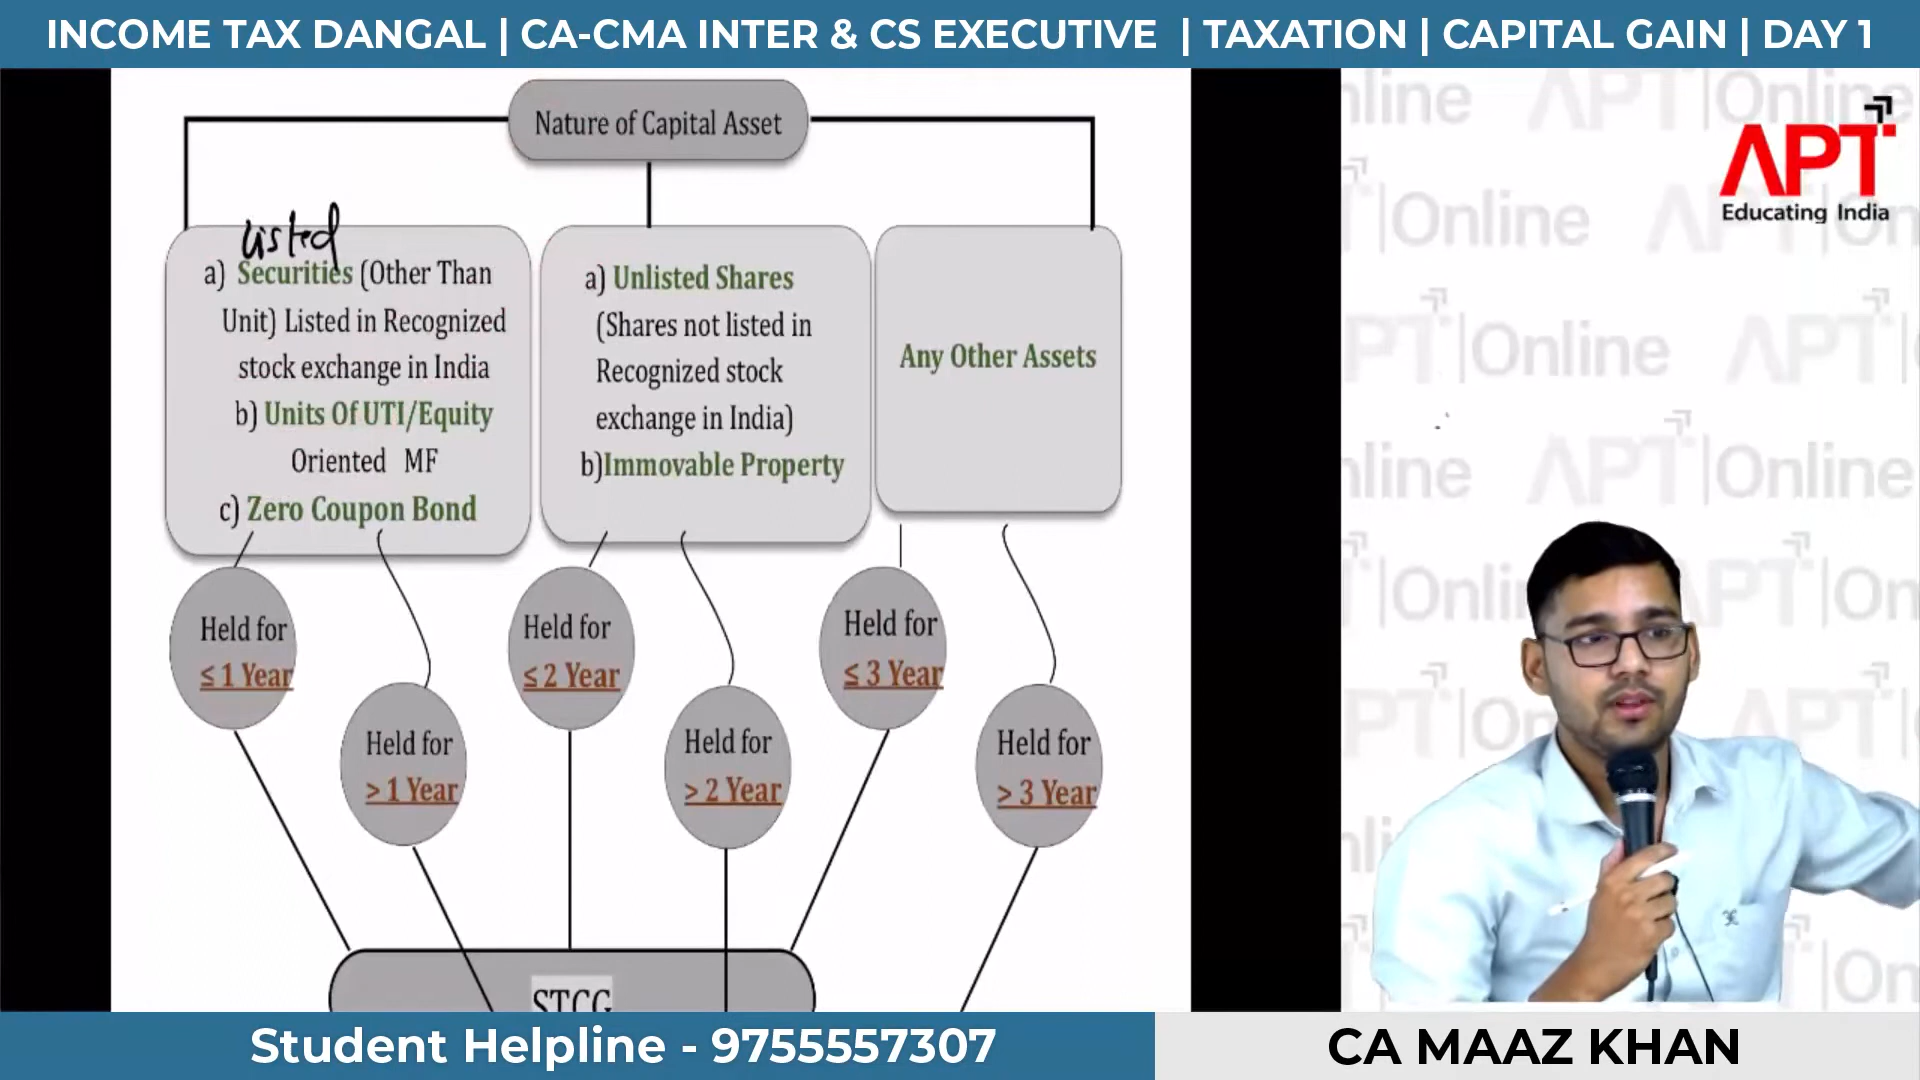 INCOME TAX DANGAL | CA-CMA INTER & CS EXECUTIVE | TAXATION | CAPITAL GAIN | DAY 1
Nature of Capital Asset
Listed
a) Securities (Other Than
Unit) Listed in Recognized
stock exchange in India
b) Units Of UTI/Equity
Oriented MF
c) Zero Coupon Bond
a) Unlisted Shares
(Shares not listed in
Recognized stock
exchange in India)
b)Immovable Property
Any Other Assets
Held for
≤ 1 Year
Held for
> 1 Year
Held for
≤ 2 Year
Held for
> 2 Year
Held for
≤ 3 Year
Held for
> 3 Year
STCG
APT
Educating India
APT|Online
Student Helpline - 9755557307
CA MAAZ KHAN